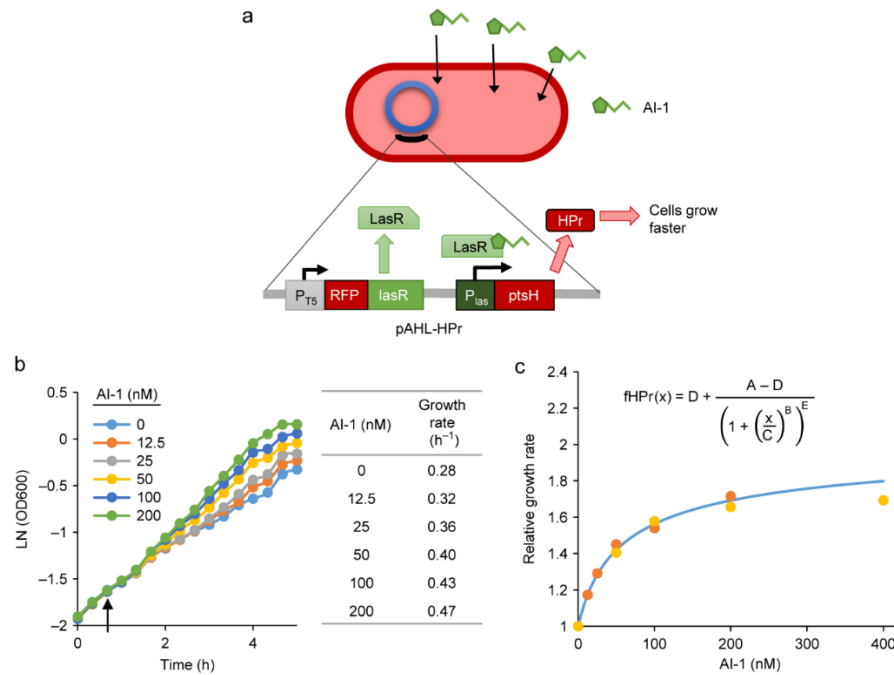 a
AI-1
LasR
LasR
HPr
Cells grow
faster
P_T5
RFP
lasR
P_las
ptsH
pAHL-HPr
b
AI-1 (nM)
0
12.5
25
50
100
200
0.5
0
–0.5
–1.0
–1.5
–2
LN (OD600)
0
2
4
Time (h)
AI-1 (nM)
Growth
rate
(h⁻¹)
0 0.28
12.5 0.32
25 0.36
50 0.40
100 0.43
200 0.47
c
fHPr(x) = D + (A – D) / (1 + (x/C)^B)^E
2.4
2.2
2
1.8
1.6
1.4
1.2
1
Relative growth rate
0
100
200
300
400
AI-1 (nM)